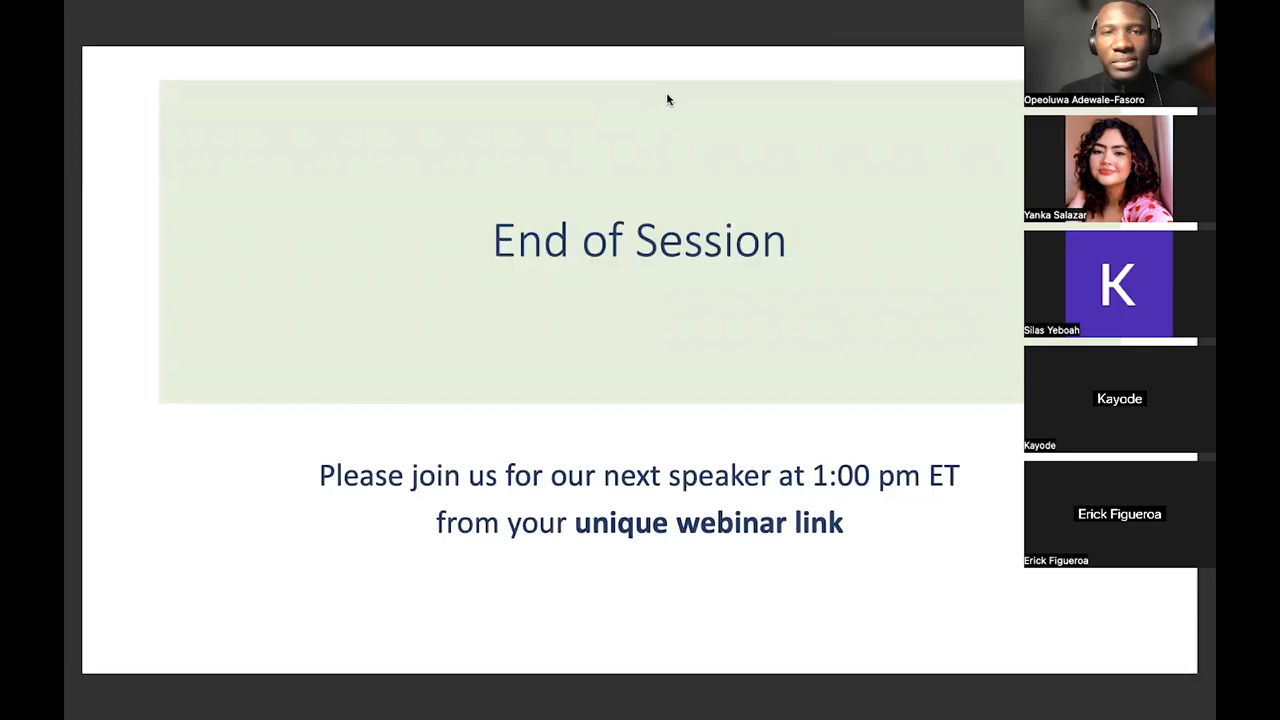 End of Session
Please join us for our next speaker at 1:00 pm ET
from your unique webinar link
Opeoluwa Adewale-Fasoro
Yanka Salazar
K
Silas Yeboah
Kayode
Kayode
Erick Figueroa
Erick Figueroa